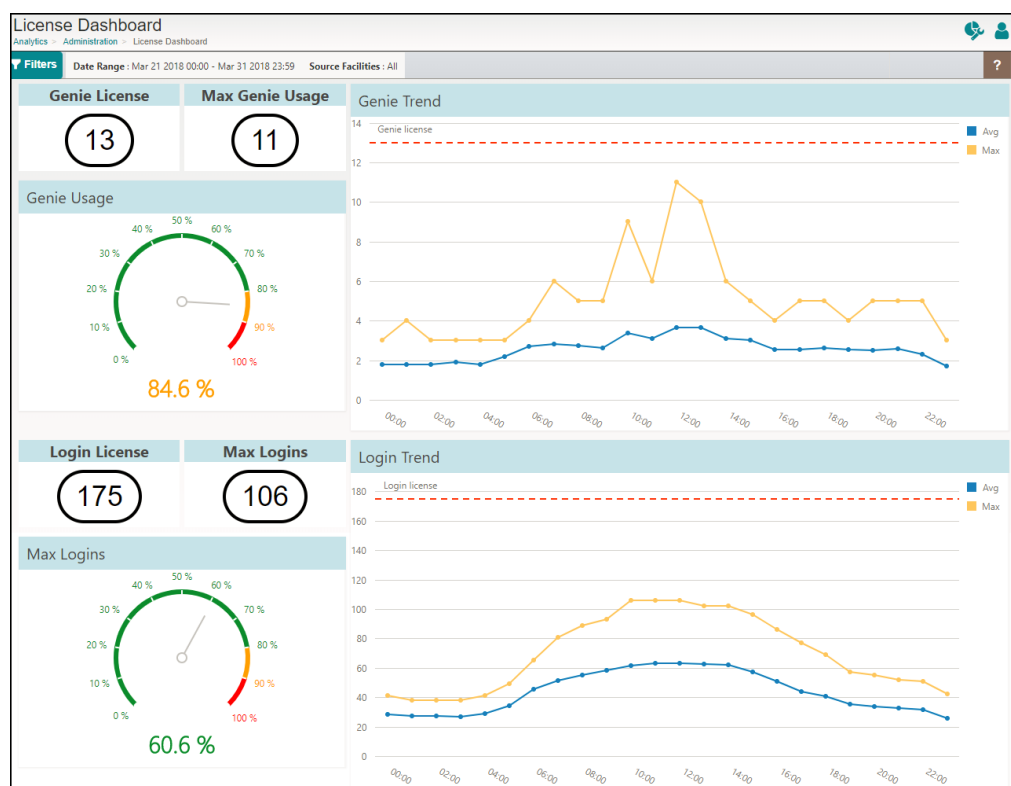 License Dashboard
Analytics > Administration > License Dashboard
Filters
Date Range : Mar 21 2018 00:00 - Mar 31 2018 23:59 Source Facilities : All
?
Genie License
13
Max Genie Usage
11
Genie Usage
0 %
10 %
20 %
30 %
40 %
50 %
60 %
70 %
80 %
90 %
100 %
84.6 %
Genie Trend
Genie license
14
12
10
8
6
4
2
0
00:00 02:00 04:00 06:00 08:00 10:00 12:00 14:00 16:00 18:00 20:00 22:00
Avg
Max
Login License
175
Max Logins
106
Max Logins
0 %
10 %
20 %
30 %
40 %
50 %
60 %
70 %
80 %
90 %
100 %
60.6 %
Login Trend
Login license
180
160
140
120
100
80
60
40
20
0
00:00 02:00 04:00 06:00 08:00 10:00 12:00 14:00 16:00 18:00 20:00 22:00
Avg
Max